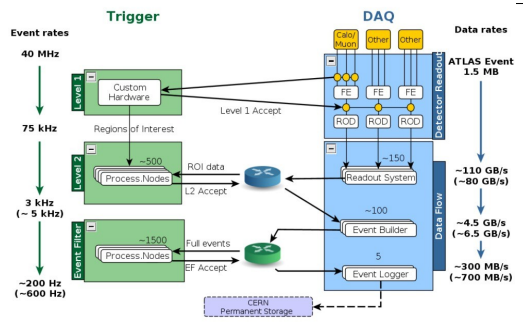 Trigger
DAQ
Event rates
Data rates
40 MHz
75 kHz
3 kHz
(~ 5 kHz)
~200 Hz
(~600 Hz)
Level 1
Custom
Hardware
Regions of Interest
Level 1 Accept
Level 2
~500
Process.Nodes
ROI data
L2 Accept
Event Filter
~1500
Process.Nodes
Full events
EF Accept
Calo/
Muon
Other
Other
FE
FE
FE
ROD
ROD
ROD
Detector Readout
~150
Readout System
~100
Event Builder
5
Event Logger
Data Flow
CERN
Permanent Storage
ATLAS Event
1.5 MB
~110 GB/s
(~80 GB/s)
~4.5 GB/s
(~6.5 GB/s)
~300 MB/s
(~700 MB/s)